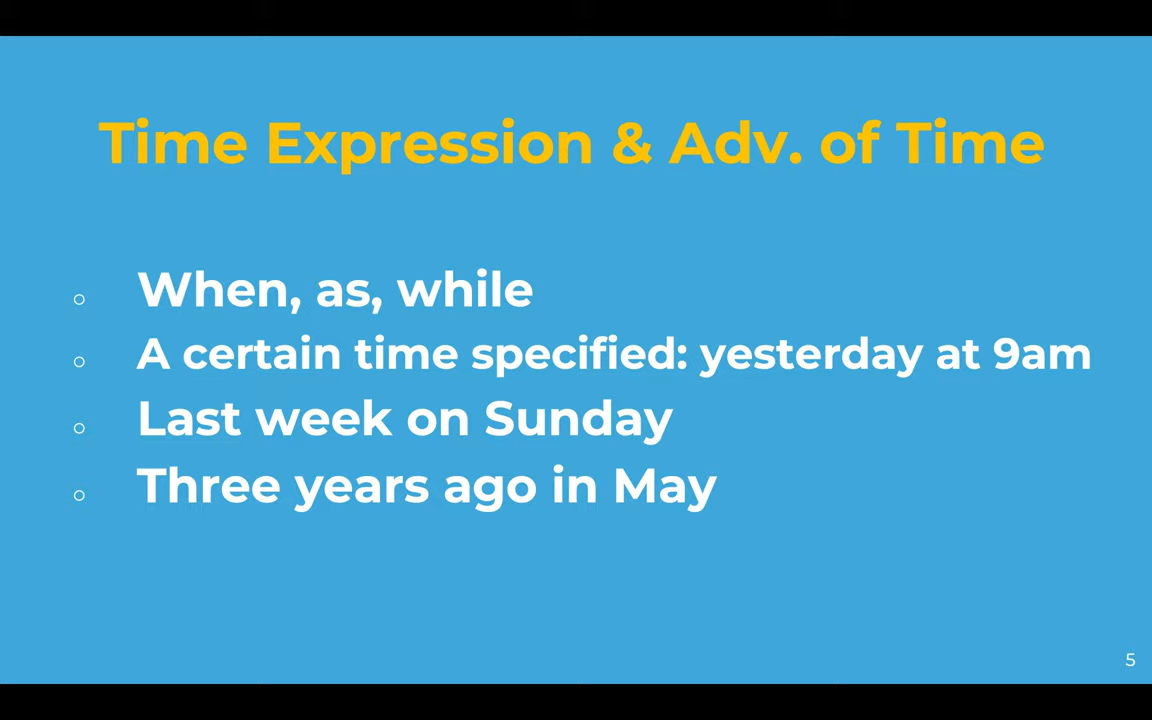 Time Expression & Adv. of Time
When, as, while
A certain time specified: yesterday at 9am
Last week on Sunday
Three years ago in May
5